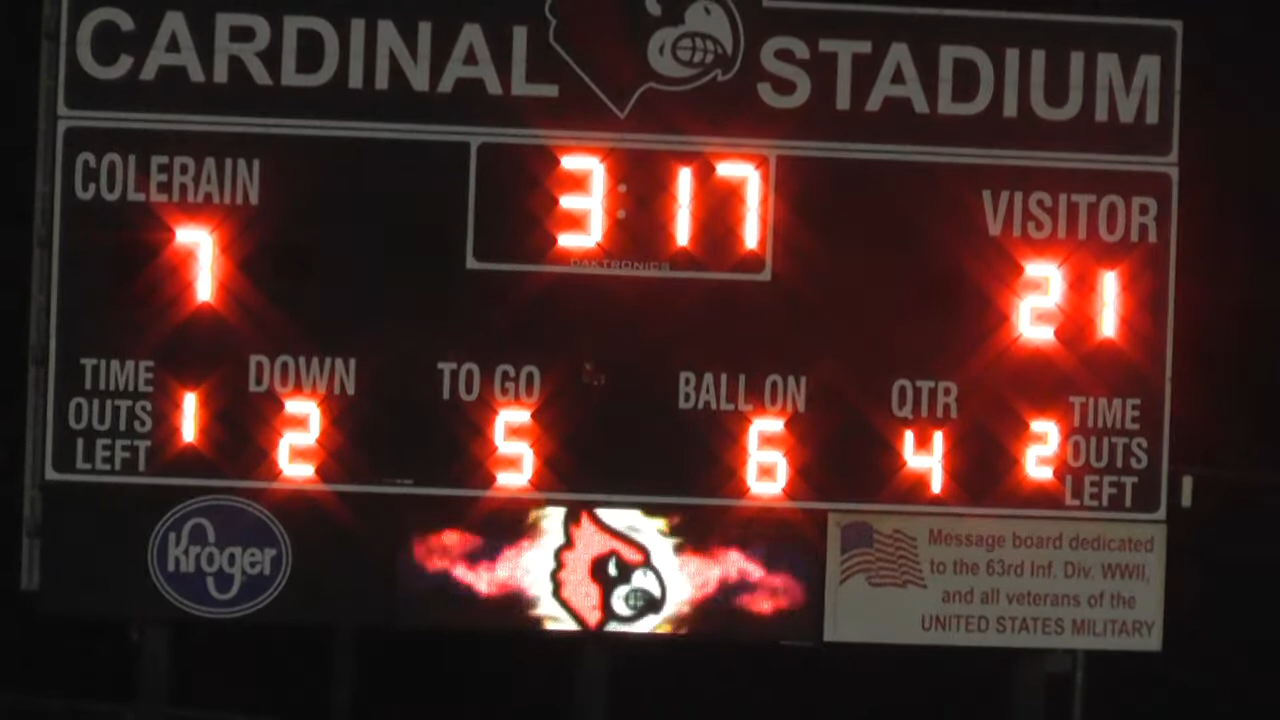 CARDINAL STADIUM
COLERAIN
3:17
VISITOR
7
21
DAKTRONICS
TIME OUTS LEFT 1
DOWN 2
TO GO 5
BALL ON 6
QTR 4
2 TIME OUTS LEFT
Kroger
Message board dedicated
to the 63rd Inf. Div. WWII,
and all veterans of the
UNITED STATES MILITARY